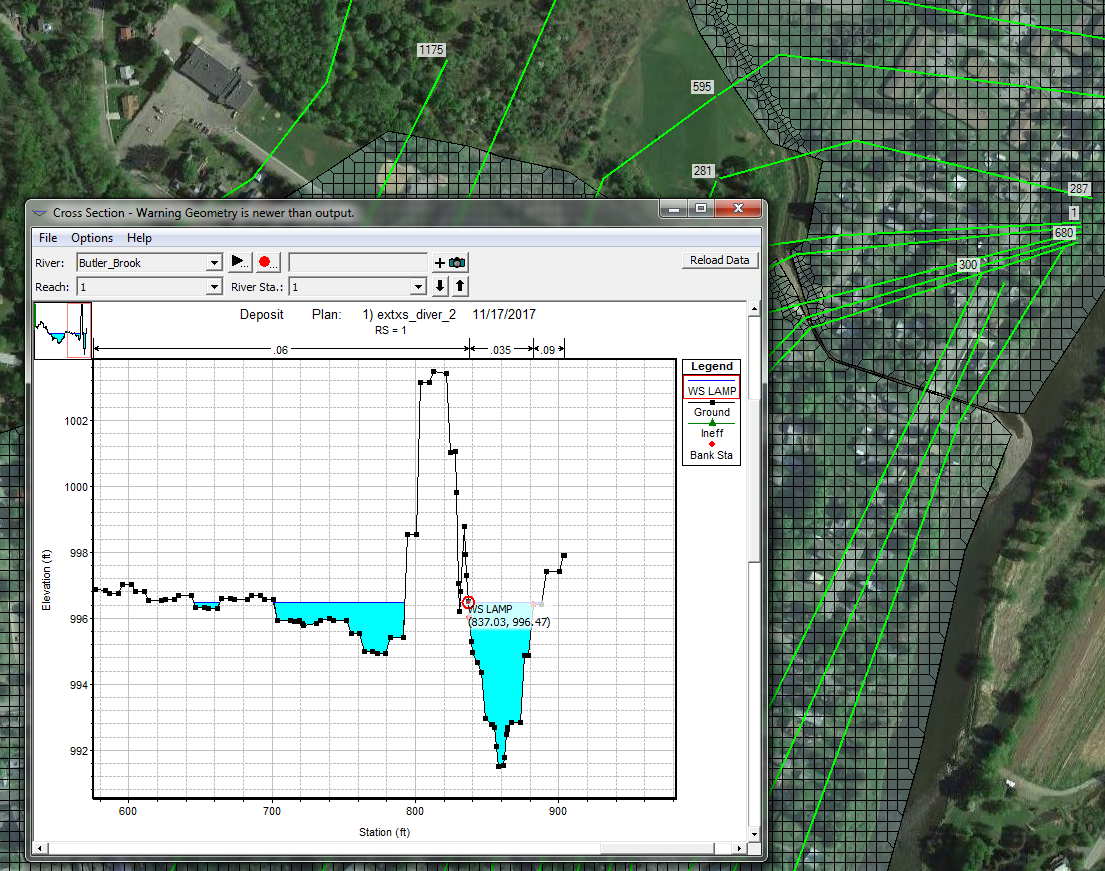 1175
595
281
287
1
680
300
Cross Section - Warning Geometry is newer than output.
File Options Help
River: Butler_Brook
Reload Data
Reach: 1 River Sta.: 1
Deposit Plan: 1) extxs_diver_2 11/17/2017
RS = 1
.06 .035 .09
Legend
WS LAMP
Ground
Ineff
Bank Sta
1002
1000
998
996
994
992
Elevation (ft)
WS LAMP
(837.03, 996.47)
600 700 800 900
Station (ft)